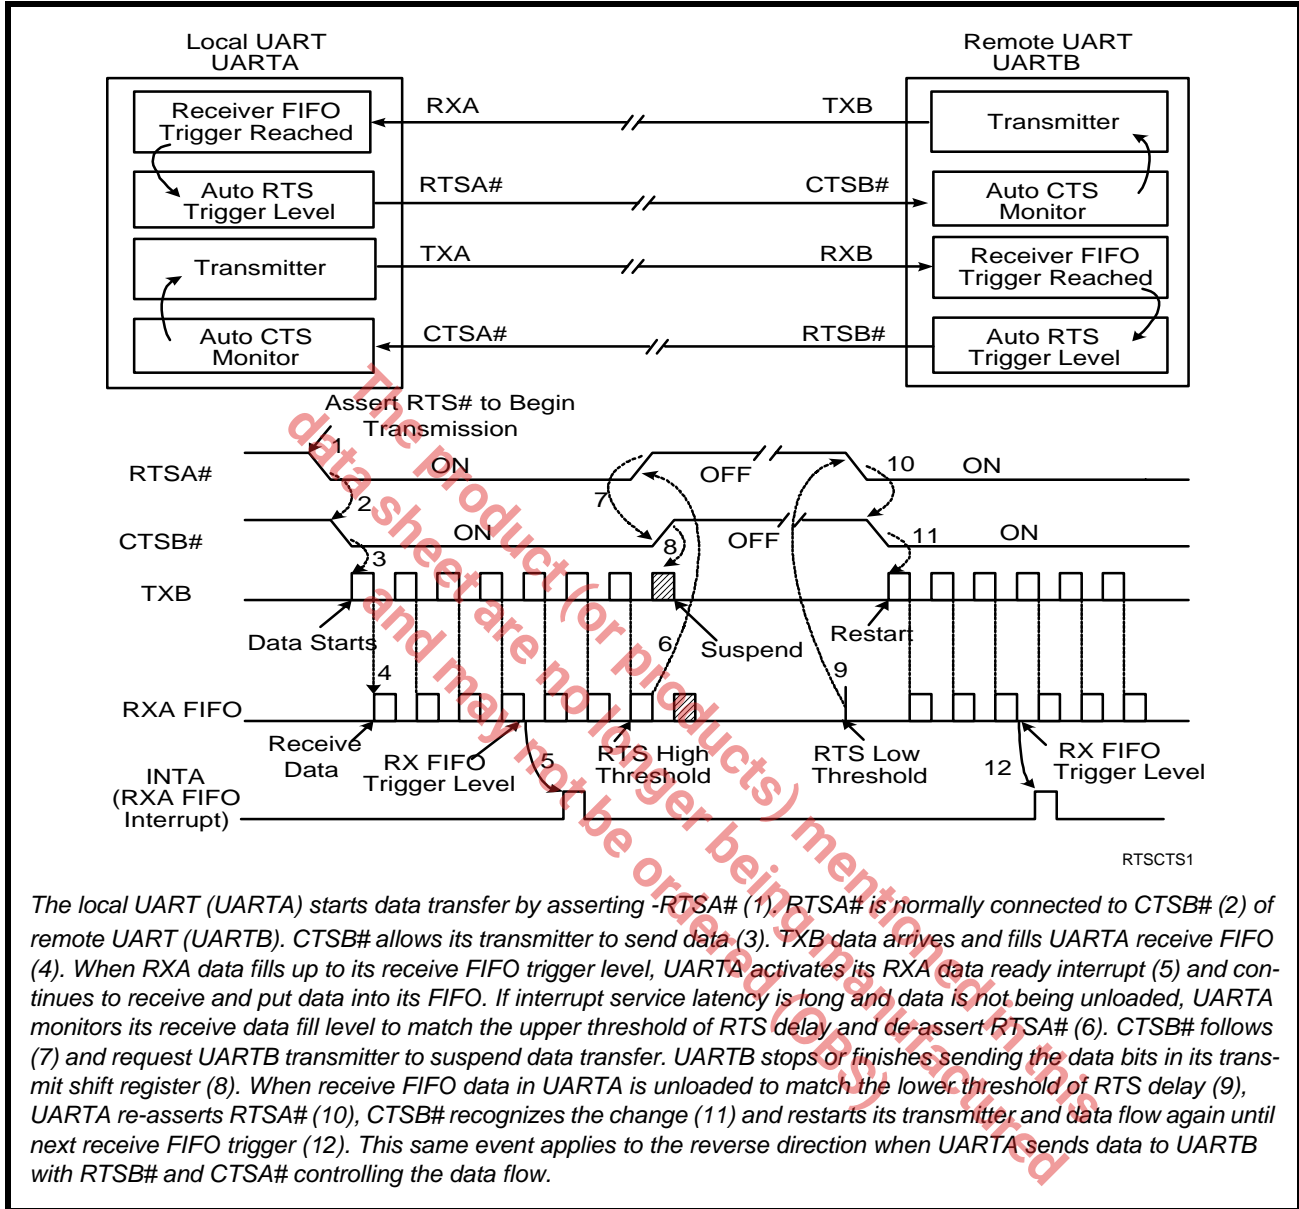 Local UART
UARTA
Remote UART
UARTB
Receiver FIFO
Trigger Reached
RXA
TXB
Transmitter
Auto RTS
Trigger Level
RTSA#
CTSB#
Auto CTS
Monitor
Transmitter
TXA
RXB
Receiver FIFO
Trigger Reached
Auto CTS
Monitor
CTSA#
RTSB#
Auto RTS
Trigger Level
Assert RTS# to Begin
Transmission
RTSA#
1
ON
OFF
10
ON
2
7
CTSB#
ON
8
OFF
11
ON
3
TXB
Data Starts
6
Suspend
Restart
4
9
RXA FIFO
Receive
Data
RX FIFO
Trigger Level
5
RTS High
Threshold
RTS Low
Threshold
12
RX FIFO
Trigger Level
INTA
(RXA FIFO
Interrupt)
RTSCTS1
The local UART (UARTA) starts data transfer by asserting -RTSA# (1). RTSA# is normally connected to CTSB# (2) of
remote UART (UARTB). CTSB# allows its transmitter to send data (3). TXB data arrives and fills UARTA receive FIFO
(4). When RXA data fills up to its receive FIFO trigger level, UARTA activates its RXA data ready interrupt (5) and con-
tinues to receive and put data into its FIFO. If interrupt service latency is long and data is not being unloaded, UARTA
monitors its receive data fill level to match the upper threshold of RTS delay and de-assert RTSA# (6). CTSB# follows
(7) and request UARTB transmitter to suspend data transfer. UARTB stops or finishes sending the data bits in its trans-
mit shift register (8). When receive FIFO data in UARTA is unloaded to match the lower threshold of RTS delay (9),
UARTA re-asserts RTSA# (10), CTSB# recognizes the change (11) and restarts its transmitter and data flow again until
next receive FIFO trigger (12). This same event applies to the reverse direction when UARTA sends data to UARTB
with RTSB# and CTSA# controlling the data flow.
The product (or products) mentioned in this
data sheet are no longer being manufactured
and may not be ordered (OBS)